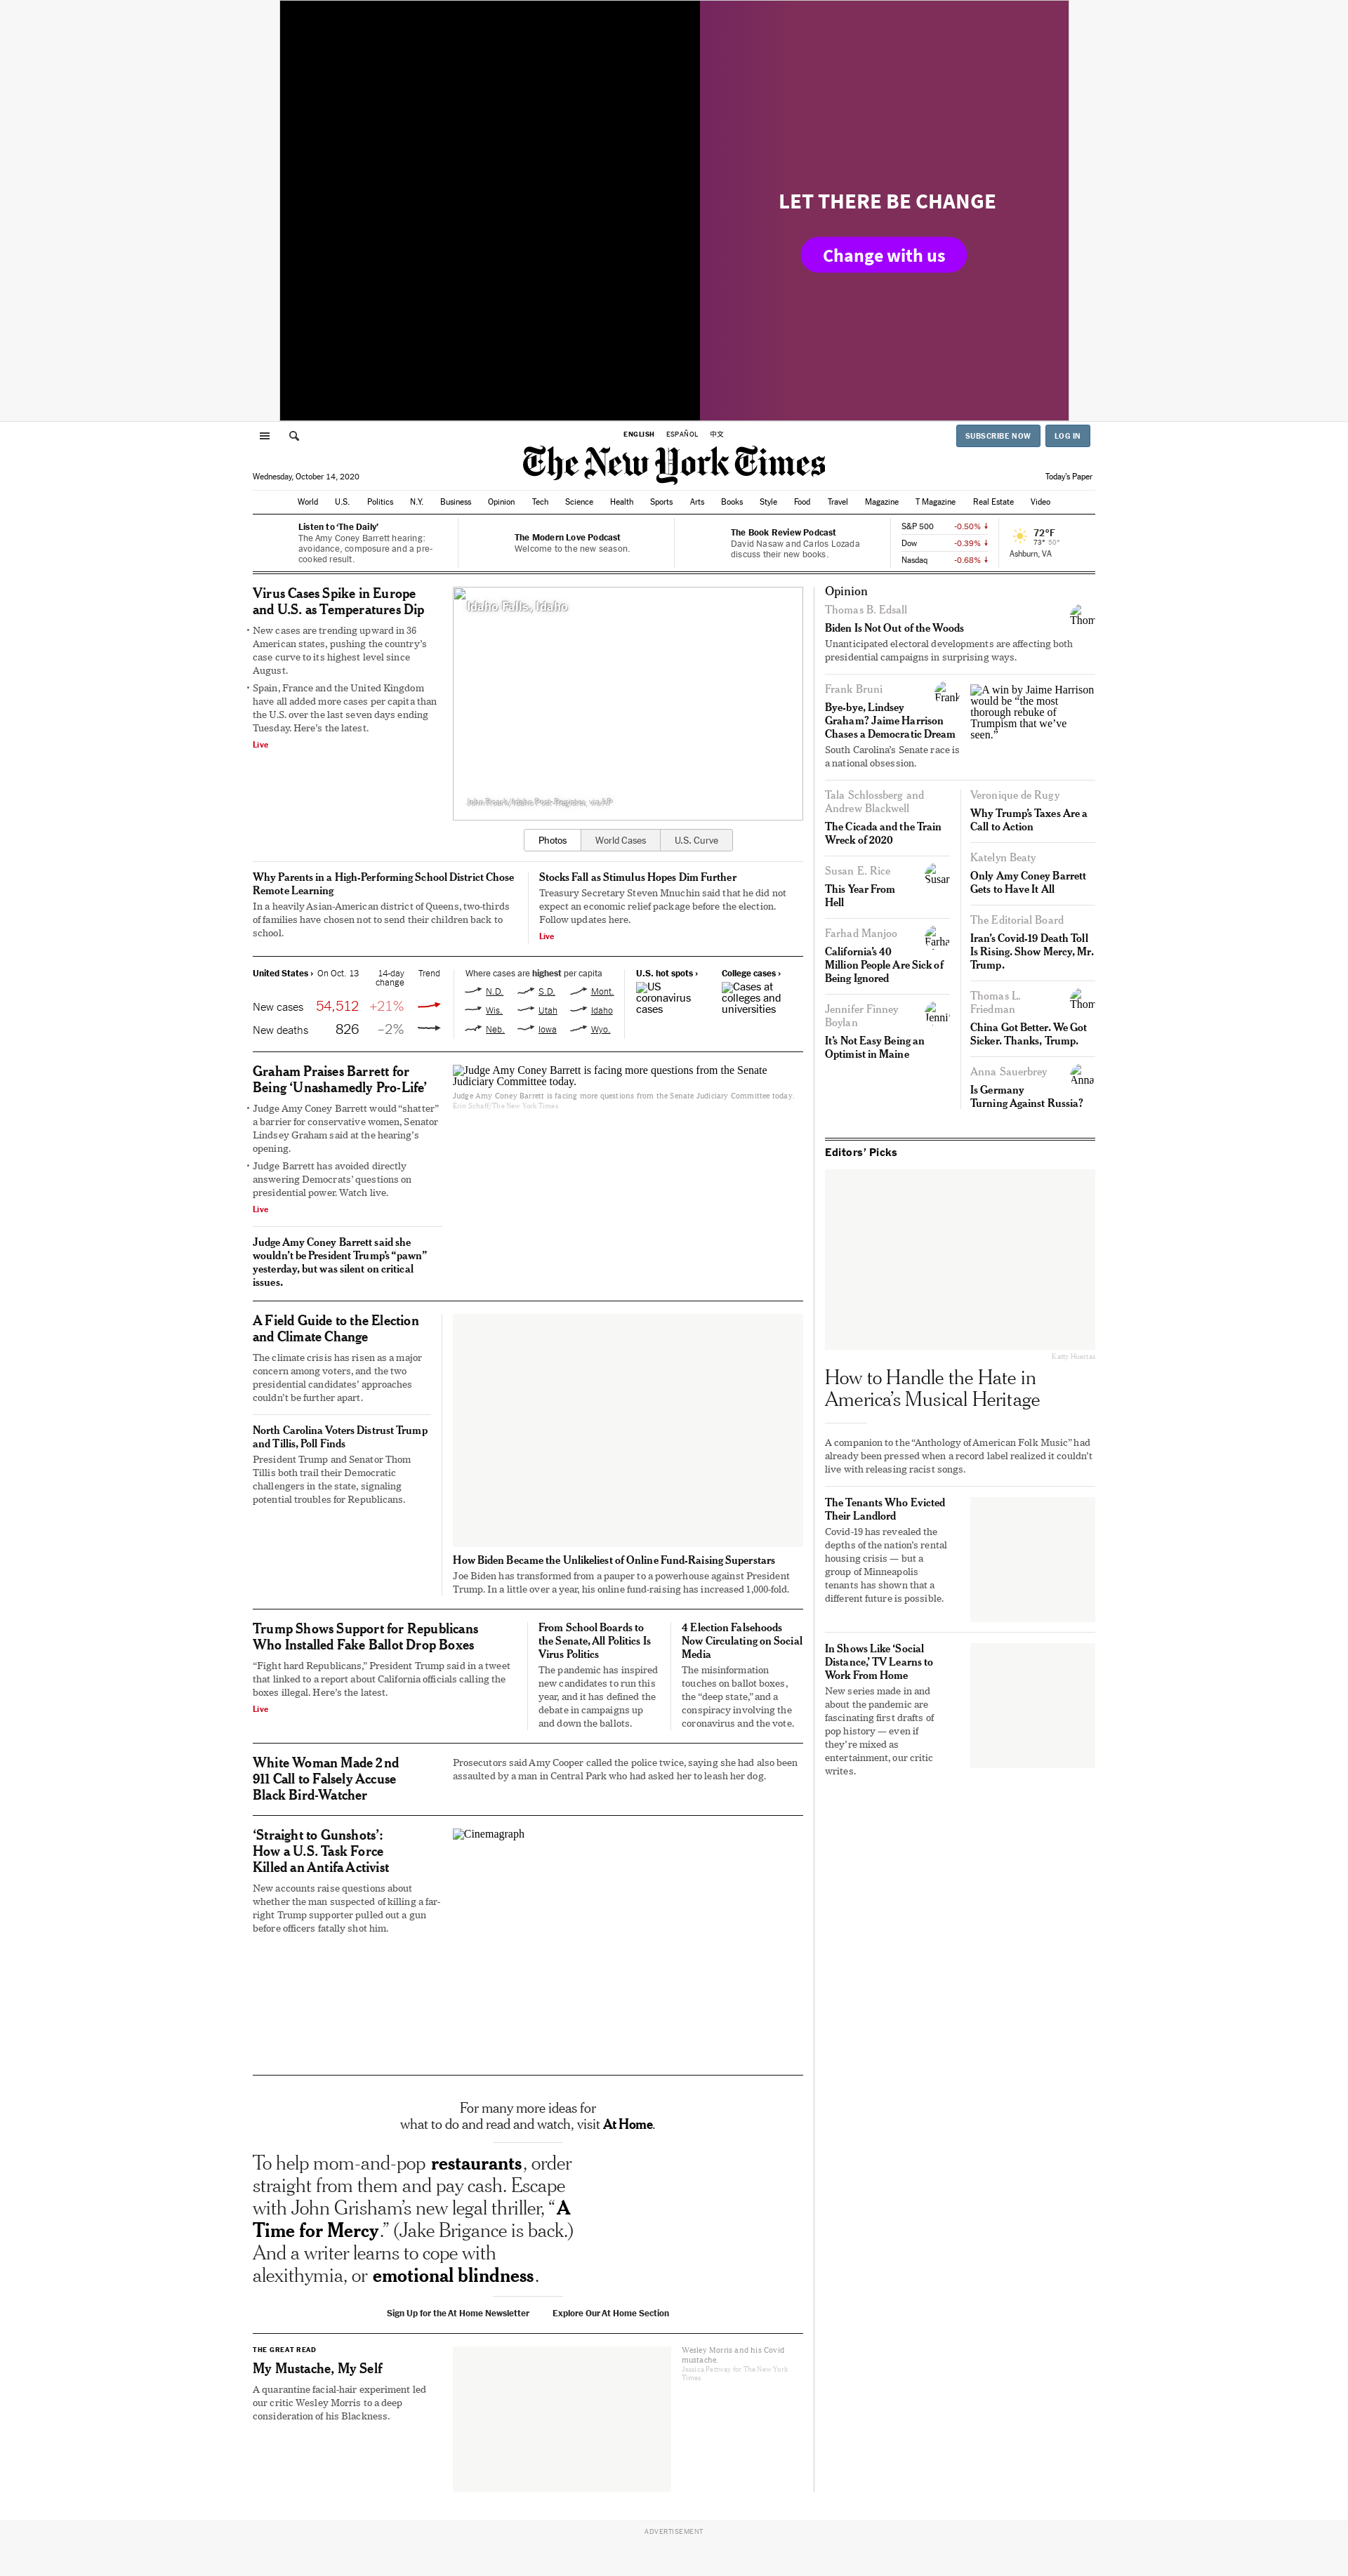 LET THERE BE CHANGE
Change with us
ENGLISH ESPAÑOL 中文
SUBSCRIBE NOW LOG IN
The New York Times
Wednesday, October 14, 2020
Today's Paper
World U.S. Politics N.Y. Business Opinion Tech Science Health Sports Arts Books Style Food Travel Magazine T Magazine Real Estate Video
Listen to ‘The Daily’
The Amy Coney Barrett hearing:
avoidance, composure and a pre-
cooked result.
The Modern Love Podcast
Welcome to the new season.
The Book Review Podcast
David Nasaw and Carlos Lozada
discuss their new books.
S&P 500 -0.50%
Dow -0.39%
Nasdaq -0.68%
72°F
73° 50°
Ashburn, VA
Virus Cases Spike in Europe
and U.S. as Temperatures Dip
New cases are trending upward in 36
American states, pushing the country’s
case curve to its highest level since
August.
Spain, France and the United Kingdom
have all added more cases per capita than
the U.S. over the last seven days ending
Tuesday. Here’s the latest.
Live
Idaho Falls, Idaho
John Roark/Idaho Post-Register, via AP
Photos World Cases U.S. Curve
Why Parents in a High-Performing School District Chose
Remote Learning
In a heavily Asian-American district of Queens, two-thirds
of families have chosen not to send their children back to
school.
Stocks Fall as Stimulus Hopes Dim Further
Treasury Secretary Steven Mnuchin said that he did not
expect an economic relief package before the election.
Follow updates here.
Live
United States › On Oct. 13 14-day
change Trend
New cases 54,512 +21%
New deaths 826 –2%
Where cases are highest per capita
N.D. S.D. Mont.
Wis. Utah Idaho
Neb. Iowa Wyo.
U.S. hot spots ›
US
coronavirus
cases
College cases ›
Cases at
colleges and
universities
Graham Praises Barrett for
Being ‘Unashamedly Pro-Life’
Judge Amy Coney Barrett would “shatter”
a barrier for conservative women, Senator
Lindsey Graham said at the hearing’s
opening.
Judge Barrett has avoided directly
answering Democrats’ questions on
presidential power. Watch live.
Live
Judge Amy Coney Barrett said she
wouldn’t be President Trump’s “pawn”
yesterday, but was silent on critical
issues.
Judge Amy Coney Barrett is facing more questions from the Senate
Judiciary Committee today.
Judge Amy Coney Barrett is facing more questions from the Senate Judiciary Committee today.
Erin Schaff/The New York Times
A Field Guide to the Election
and Climate Change
The climate crisis has risen as a major
concern among voters, and the two
presidential candidates’ approaches
couldn’t be further apart.
North Carolina Voters Distrust Trump
and Tillis, Poll Finds
President Trump and Senator Thom
Tillis both trail their Democratic
challengers in the state, signaling
potential troubles for Republicans.
How Biden Became the Unlikeliest of Online Fund-Raising Superstars
Joe Biden has transformed from a pauper to a powerhouse against President
Trump. In a little over a year, his online fund-raising has increased 1,000-fold.
Trump Shows Support for Republicans
Who Installed Fake Ballot Drop Boxes
“Fight hard Republicans,” President Trump said in a tweet
that linked to a report about California officials calling the
boxes illegal. Here’s the latest.
Live
From School Boards to
the Senate, All Politics Is
Virus Politics
The pandemic has inspired
new candidates to run this
year, and it has defined the
debate in campaigns up
and down the ballots.
4 Election Falsehoods
Now Circulating on Social
Media
The misinformation
touches on ballot boxes,
the “deep state,” and a
conspiracy involving the
coronavirus and the vote.
White Woman Made 2nd
911 Call to Falsely Accuse
Black Bird-Watcher
Prosecutors said Amy Cooper called the police twice, saying she had also been
assaulted by a man in Central Park who had asked her to leash her dog.
‘Straight to Gunshots’:
How a U.S. Task Force
Killed an Antifa Activist
New accounts raise questions about
whether the man suspected of killing a far-
right Trump supporter pulled out a gun
before officers fatally shot him.
Cinemagraph
For many more ideas for
what to do and read and watch, visit At Home.
To help mom-and-pop restaurants, order
straight from them and pay cash. Escape
with John Grisham’s new legal thriller, “A
Time for Mercy.” (Jake Brigance is back.)
And a writer learns to cope with
alexithymia, or emotional blindness.
Sign Up for the At Home Newsletter Explore Our At Home Section
THE GREAT READ
My Mustache, My Self
A quarantine facial-hair experiment led
our critic Wesley Morris to a deep
consideration of his Blackness.
Wesley Morris and his Covid
mustache.
Jessica Pettway for The New York
Times
Opinion
Thomas B. Edsall
Thom
Biden Is Not Out of the Woods
Unanticipated electoral developments are affecting both
presidential campaigns in surprising ways.
Frank Bruni
Frank
Bye-bye, Lindsey
Graham? Jaime Harrison
Chases a Democratic Dream
South Carolina’s Senate race is
a national obsession.
A win by Jaime Harrison
would be “the most
thorough rebuke of
Trumpism that we’ve
seen.”
Tala Schlossberg and
Andrew Blackwell
The Cicada and the Train
Wreck of 2020
Susan E. Rice
Susan
This Year From
Hell
Farhad Manjoo
Farha
California’s 40
Million People Are Sick of
Being Ignored
Jennifer Finney
Boylan
Jennif
It’s Not Easy Being an
Optimist in Maine
Veronique de Rugy
Why Trump’s Taxes Are a
Call to Action
Katelyn Beaty
Only Amy Coney Barrett
Gets to Have It All
The Editorial Board
Iran’s Covid-19 Death Toll
Is Rising. Show Mercy, Mr.
Trump.
Thomas L.
Friedman
Thom
China Got Better. We Got
Sicker. Thanks, Trump.
Anna Sauerbrey
Anna
Is Germany
Turning Against Russia?
Editors’ Picks
Katty Huertas
How to Handle the Hate in
America’s Musical Heritage
A companion to the “Anthology of American Folk Music” had
already been pressed when a record label realized it couldn’t
live with releasing racist songs.
The Tenants Who Evicted
Their Landlord
Covid-19 has revealed the
depths of the nation’s rental
housing crisis — but a
group of Minneapolis
tenants has shown that a
different future is possible.
In Shows Like ‘Social
Distance,’ TV Learns to
Work From Home
New series made in and
about the pandemic are
fascinating first drafts of
pop history — even if
they’re mixed as
entertainment, our critic
writes.
ADVERTISEMENT